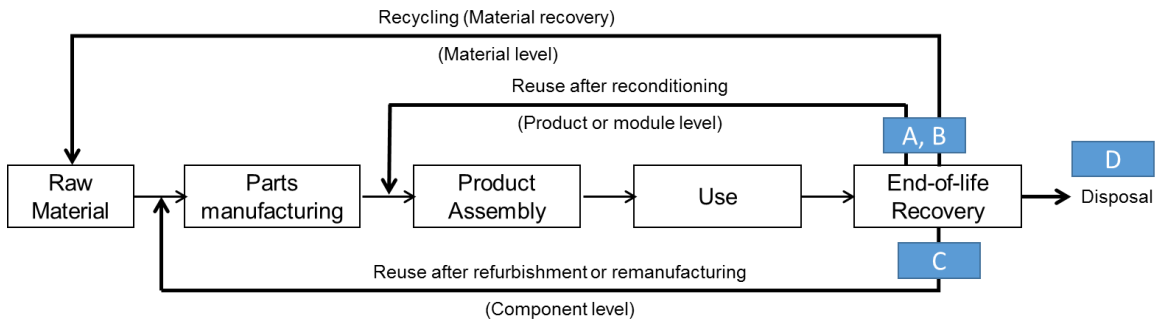 Recycling (Material recovery)
(Material level)
Reuse after reconditioning
(Product or module level)
A, B
D
Raw
Material
Parts
manufacturing
Product
Assembly
Use
End-of-life
Recovery
Disposal
C
Reuse after refurbishment or remanufacturing
(Component level)